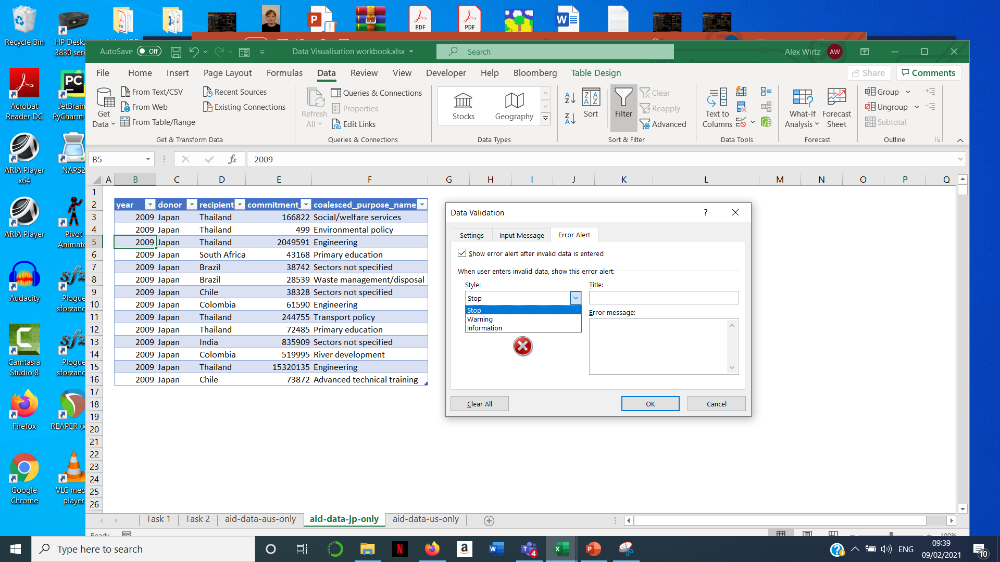 Recycle Bin
HP Deskj
3830 seri
PDF
PDF
Acrobat
Reader DC
JetBrain
PyCharm
ARIA Player
x64
NAPS2
ARIA Player
Pivot
Animato
Audacity
Plogue
sforzand
Camtasia
Studio 8
Plogue
sforzand
Firefox
REAPER (x
Google
Chrome
VLC med
player
AutoSave Off
Data Visualisation workbook.xlsx
Search
Alex Wirtz AW
File Home Insert Page Layout Formulas Data Review View Developer Help Bloomberg Table Design
Share Comments
Get
Data
From Text/CSV
From Web
From Table/Range
Recent Sources
Existing Connections
Get & Transform Data
Refresh
All
Queries & Connections
Properties
Edit Links
Queries & Connections
Stocks
Geography
Data Types
Sort
Filter
Clear
Reapply
Advanced
Sort & Filter
Text to
Columns
Data Tools
What-If
Analysis
Forecast
Sheet
Forecast
Group
Ungroup
Subtotal
Outline
B5
fx
2009
A B C D E F G H I J K L M N O P Q
1
2 year donor recipient commitment_ coalesced_purpose_name
3 2009 Japan Thailand 166822 Social/welfare services
4 2009 Japan Thailand 499 Environmental policy
5 2009 Japan Thailand 2049591 Engineering
6 2009 Japan South Africa 43168 Primary education
7 2009 Japan Brazil 38742 Sectors not specified
8 2009 Japan Brazil 28539 Waste management/disposal
9 2009 Japan Chile 38328 Sectors not specified
10 2009 Japan Colombia 61590 Engineering
11 2009 Japan Thailand 244755 Transport policy
12 2009 Japan Thailand 72485 Primary education
13 2009 Japan India 835909 Sectors not specified
14 2009 Japan Colombia 519995 River development
15 2009 Japan Thailand 15320135 Engineering
16 2009 Japan Chile 73872 Advanced technical training
17
18
19
20
21
22
23
24
25
26
Data Validation
?
Settings Input Message Error Alert
Show error alert after invalid data is entered
When user enters invalid data, show this error alert:
Style:
Title:
Stop
Stop
Warning
Information
Error message:
Clear All
OK
Cancel
Task 1 Task 2 aid-data-aus-only aid-data-jp-only aid-data-us-only
Ready
100%
Type here to search
4
ENG
09:39
09/02/2021
10